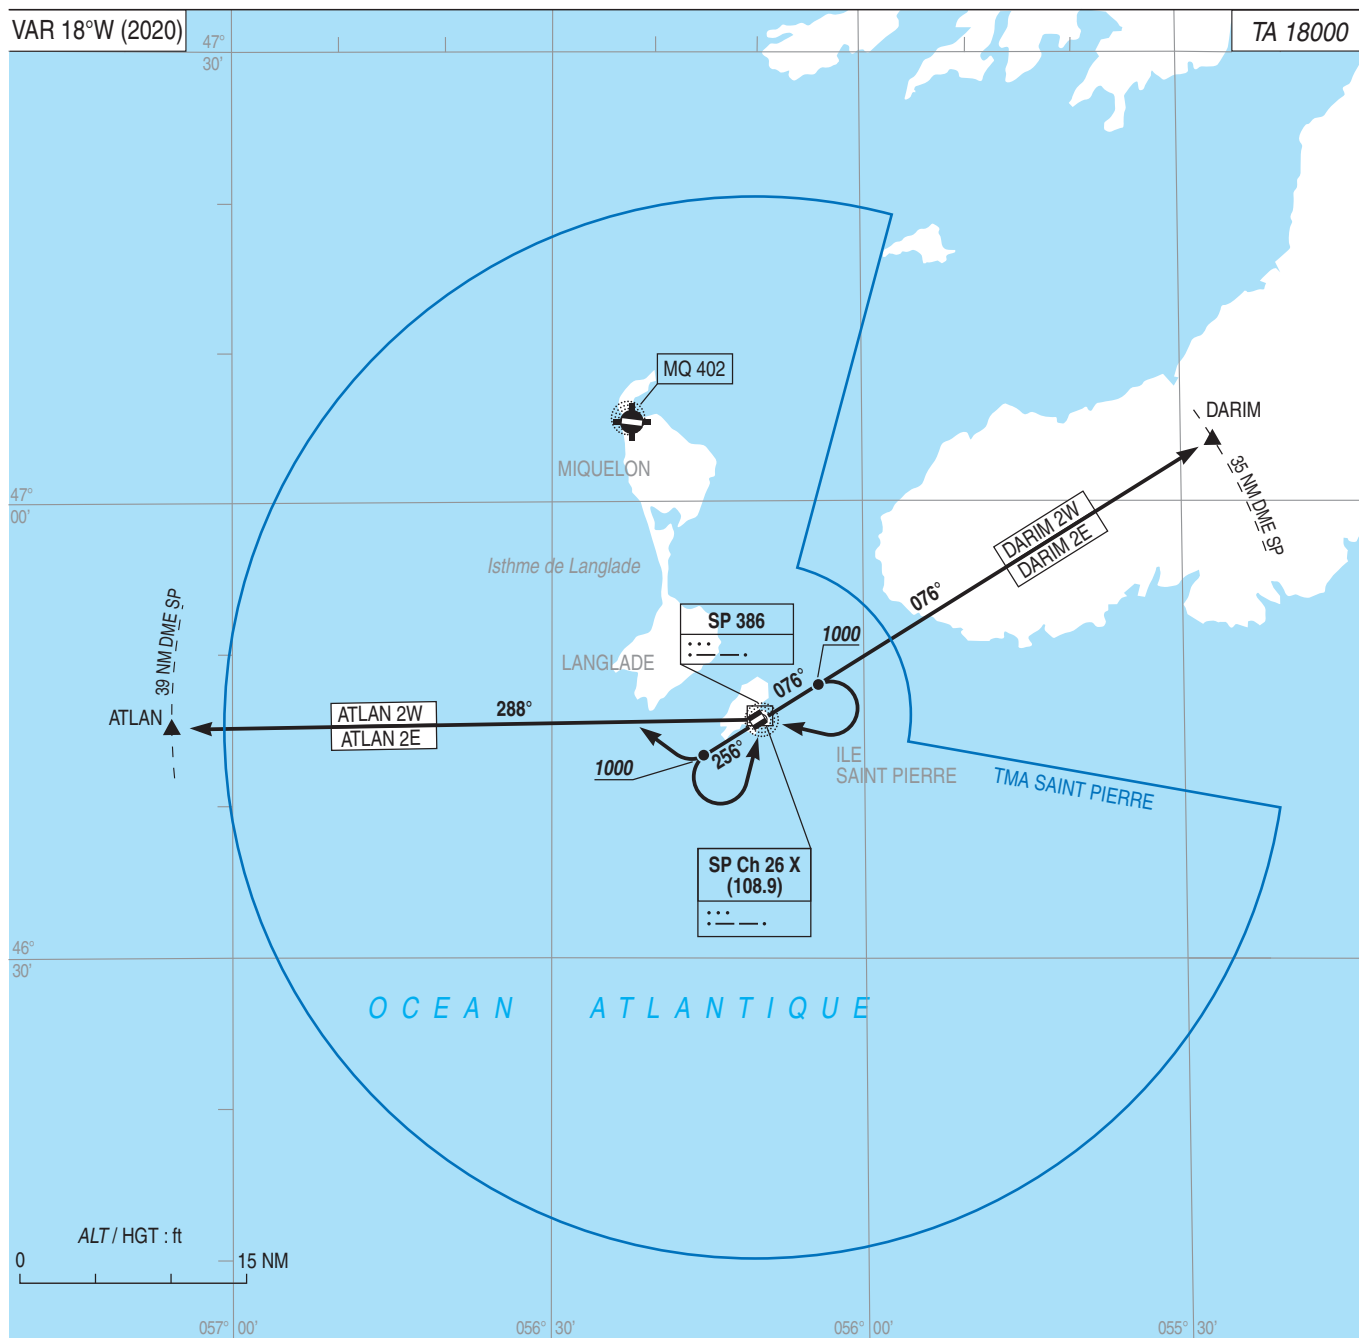 VAR 18°W (2020)
TA 18000
47°
30'
MQ 402
MIQUELON
DARIM
35 NM DME SP
47°
00'
DARIM 2W
DARIM 2E
Isthme de Langlade
076°
39 NM DME SP
SP 386
1000
LANGLADE
076°
ATLAN
ATLAN 2W
ATLAN 2E
288°
256°
1000
ILE
SAINT PIERRE
TMA SAINT PIERRE
SP Ch 26 X
(108.9)
46°
30'
OCEAN ATLANTIQUE
ALT / HGT : ft
0 15 NM
057° 00' 056° 30' 056° 00' 055° 30'